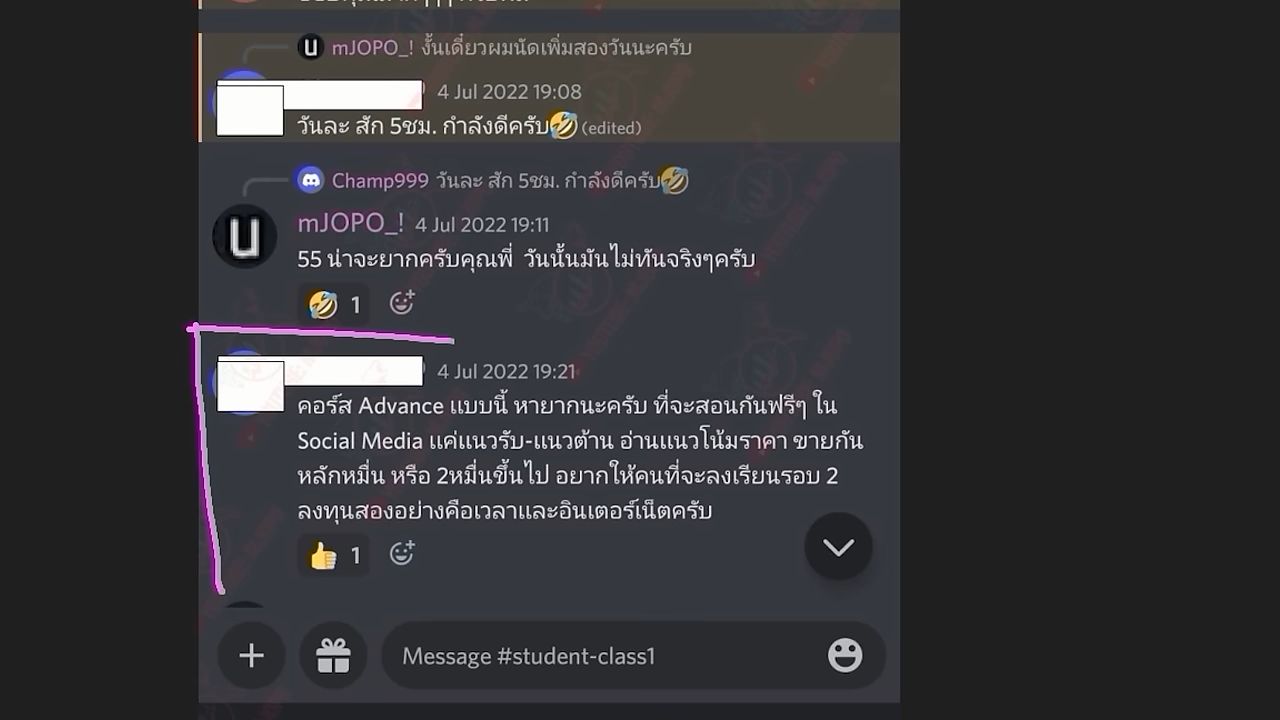 mJOPO_! งั้นเดี๋ยวผมนัดเพิ่มสองวันนะครับ
4 Jul 2022 19:08
วันละ สัก 5ชม. กำลังดีครับ🤣 (edited)
Champ999 วันละ สัก 5ชม. กำลังดีครับ🤣
mJOPO_! 4 Jul 2022 19:11
55 น่าจะยากครับคุณพี่ วันนั้นมันไม่ทันจริงๆครับ
🤣 1
4 Jul 2022 19:21
คอร์ส Advance แบบนี้ หายากนะครับ ที่จะสอนกันฟรีๆ ใน
Social Media แค่แนวรับ-แนวต้าน อ่านแนวโน้มราคา ขายกัน
หลักหมื่น หรือ 2หมื่นขึ้นไป อยากให้คนที่จะลงเรียนรอบ 2
ลงทุนสองอย่างคือเวลาและอินเตอร์เน็ตครับ
👍 1
Message #student-class1